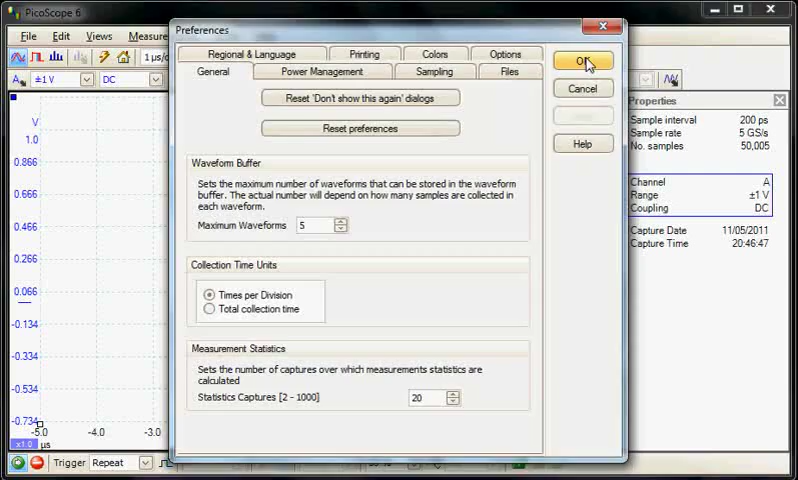 PicoScope 6
File Edit Views Measure
1 µs/d
A ±1 V DC
V
1.0
0.866
0.666
0.466
0.266
0.066
-0.134
-0.334
-0.534
-0.734
-5.0 -4.0 -3.0
x1.0 µs
Trigger Repeat
Preferences
Regional & Language Printing Colors Options
General Power Management Sampling Files
Reset 'Don't show this again' dialogs
Reset preferences
Waveform Buffer
Sets the maximum number of waveforms that can be stored in the waveform
buffer. The actual number will depend on how many samples are collected in
each waveform.
Maximum Waveforms 5
Collection Time Units
Times per Division
Total collection time
Measurement Statistics
Sets the number of captures over which measurements statistics are
calculated
Statistics Captures [2 - 1000] 20
OK
Cancel
Help
Properties
Sample interval 200 ps
Sample rate 5 GS/s
No. samples 50,005
Channel A
Range ±1 V
Coupling DC
Capture Date 11/05/2011
Capture Time 20:46:47